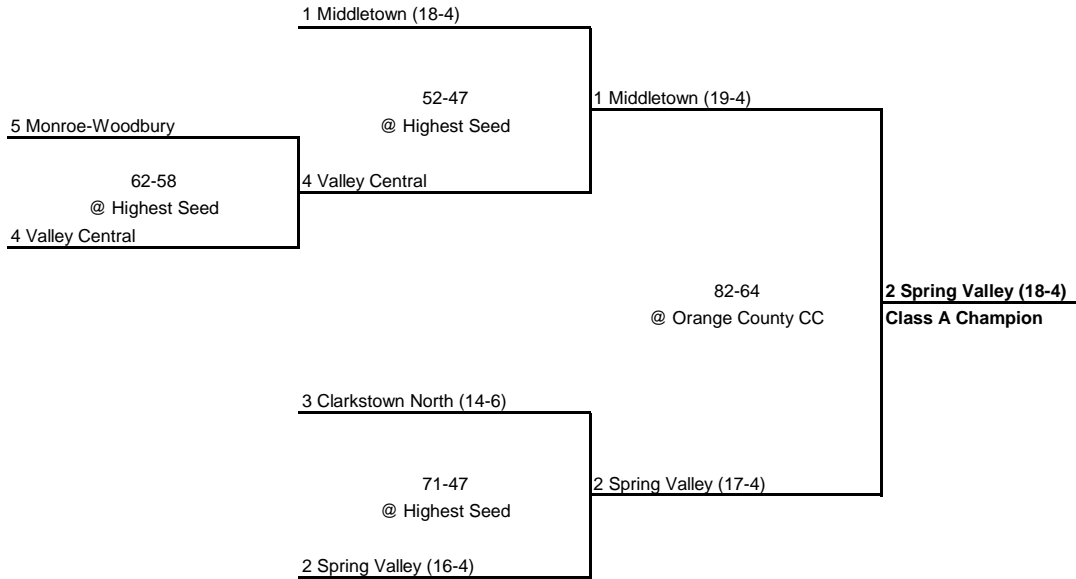 1 Middletown (18-4)
52-47
@ Highest Seed
1 Middletown (19-4)
5 Monroe-Woodbury
62-58
@ Highest Seed
4 Valley Central
4 Valley Central
82-64
@ Orange County CC
2 Spring Valley (18-4)
Class A Champion
3 Clarkstown North (14-6)
71-47
@ Highest Seed
2 Spring Valley (17-4)
2 Spring Valley (16-4)